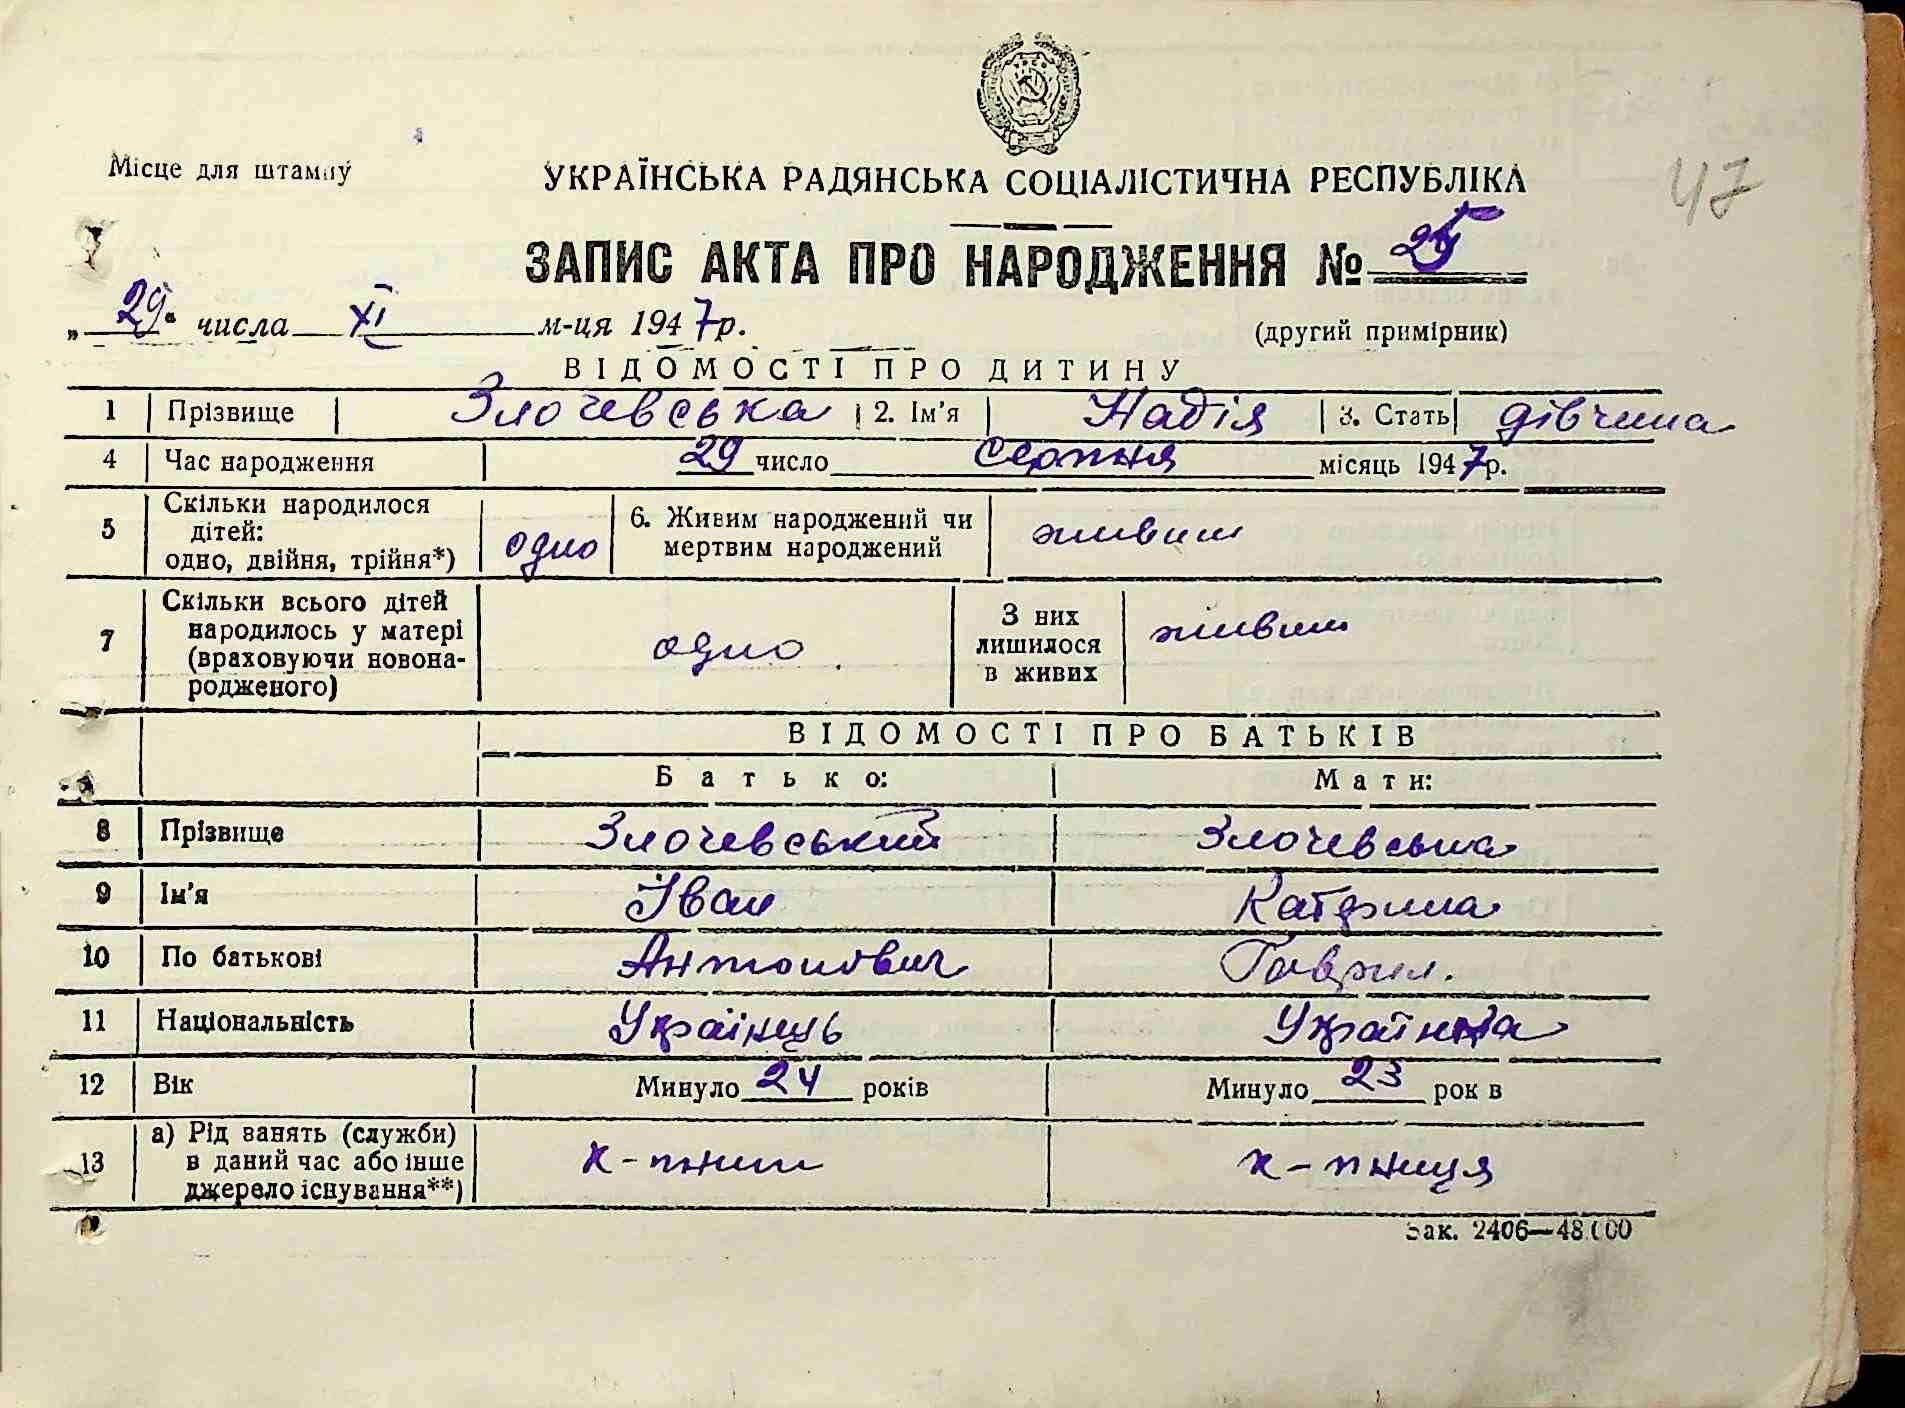 Місце для штампу
УКРАЇНСЬКА РАДЯНСЬКА СОЦІАЛІСТИЧНА РЕСПУБЛІКА
47
ЗАПИС АКТА ПРО НАРОДЖЕННЯ № 25
„29“ числа XI м-ця 1947р.
(другий примірник)
ВІДОМОСТІ ПРО ДИТИНУ
1 Прізвище Злочевська 2. Ім'я Надія 3. Стать дівчина
4 Час народження 29 число серпня місяць 1947р.
5 Скільки народилося дітей: одно, двійня, трійня*) одно 6. Живим народжений чи мертвим народжений живим
7 Скільки всього дітей народилось у матері (враховуючи новонародженого) одно З них лишилося в живих живим
ВІДОМОСТІ ПРО БАТЬКІВ
Батько: Мати:
8 Прізвище Злочевський Злочевська
9 Ім'я Іван Катрина
10 По батькові Антонович Гаврил.
11 Національність Українець Українка
12 Вік Минуло 24 років Минуло 23 рок в
13 а) Рід занять (служби) в даний час або інше джерело існування**) к-пник к-пниця
Зак. 2406—48.000